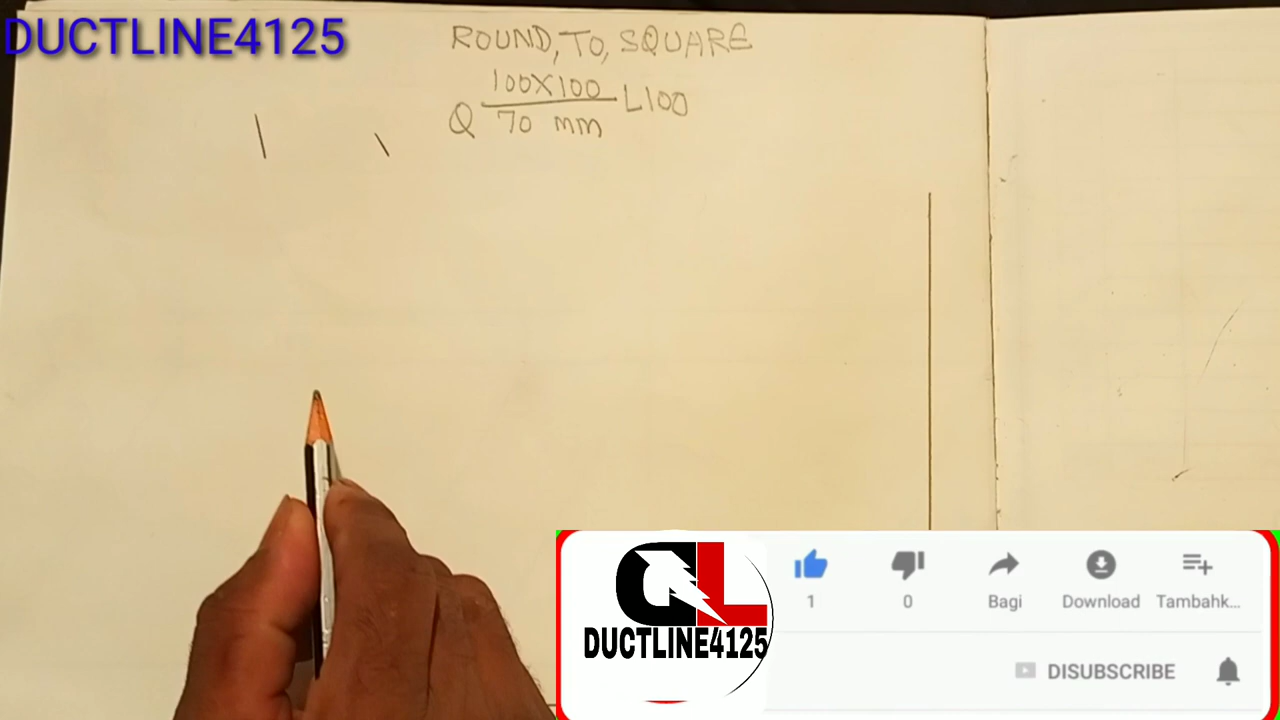 DUCTLINE4125
ROUND, TO, SQUARE
100X100
Q 70 mm L100
1
0
Bagi
Download
Tambahk...
DUCTLINE4125
DISUBSCRIBE